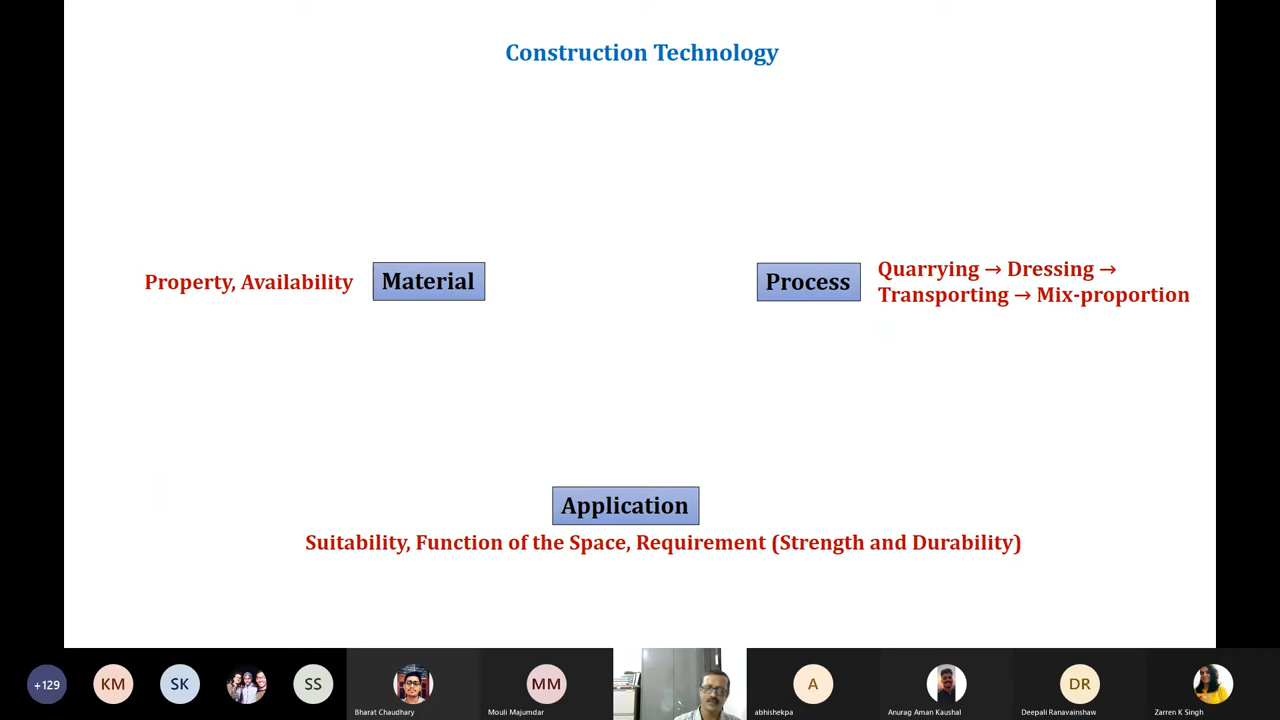 Construction Technology
Property, Availability
Material
Process
Quarrying → Dressing →
Transporting → Mix-proportion
Application
Suitability, Function of the Space, Requirement (Strength and Durability)
+129
KM
SK
SS
Bharat Chaudhary
MM
Mouli Majumdar
A
abhishekpa
Anurag Aman Kaushal
DR
Deepali Ranavainshaw
Zarren K Singh